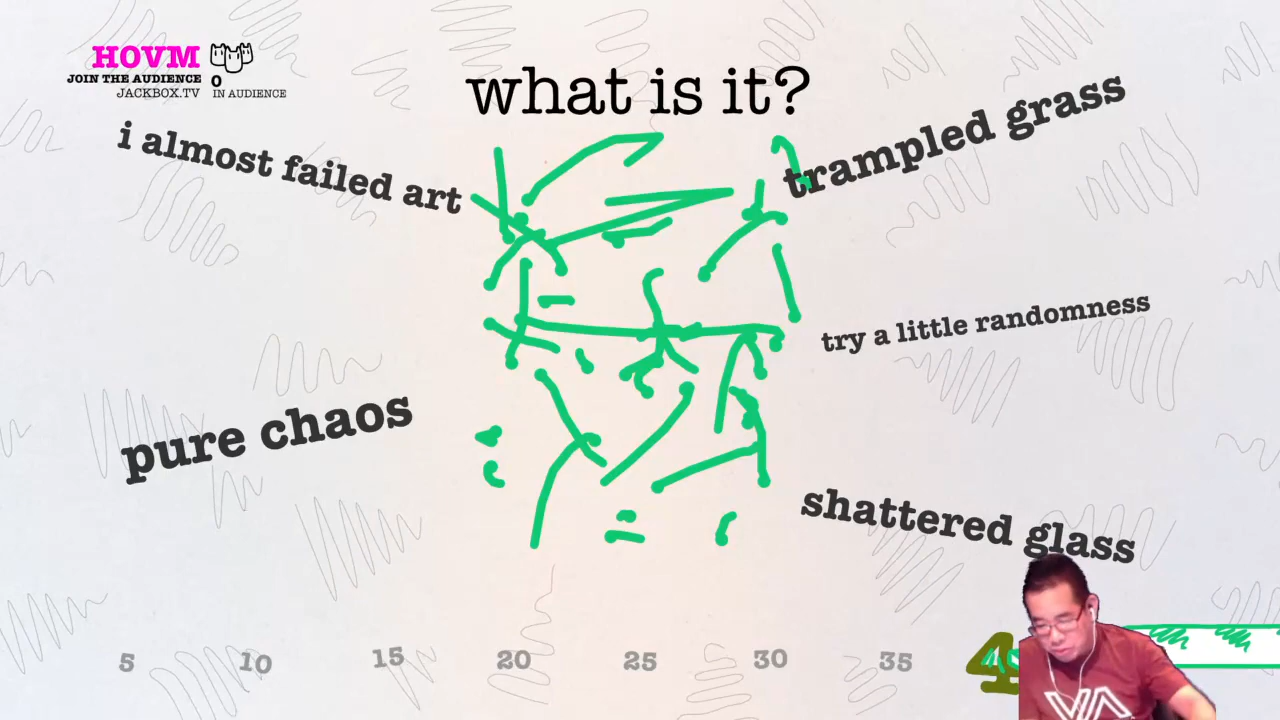 HOVM
JOIN THE AUDIENCE
JACKBOX.TV
0
IN AUDIENCE
what is it?
i almost failed art
trampled grass
try a little randomness
pure chaos
shattered glass
5 10 15 20 25 30 35